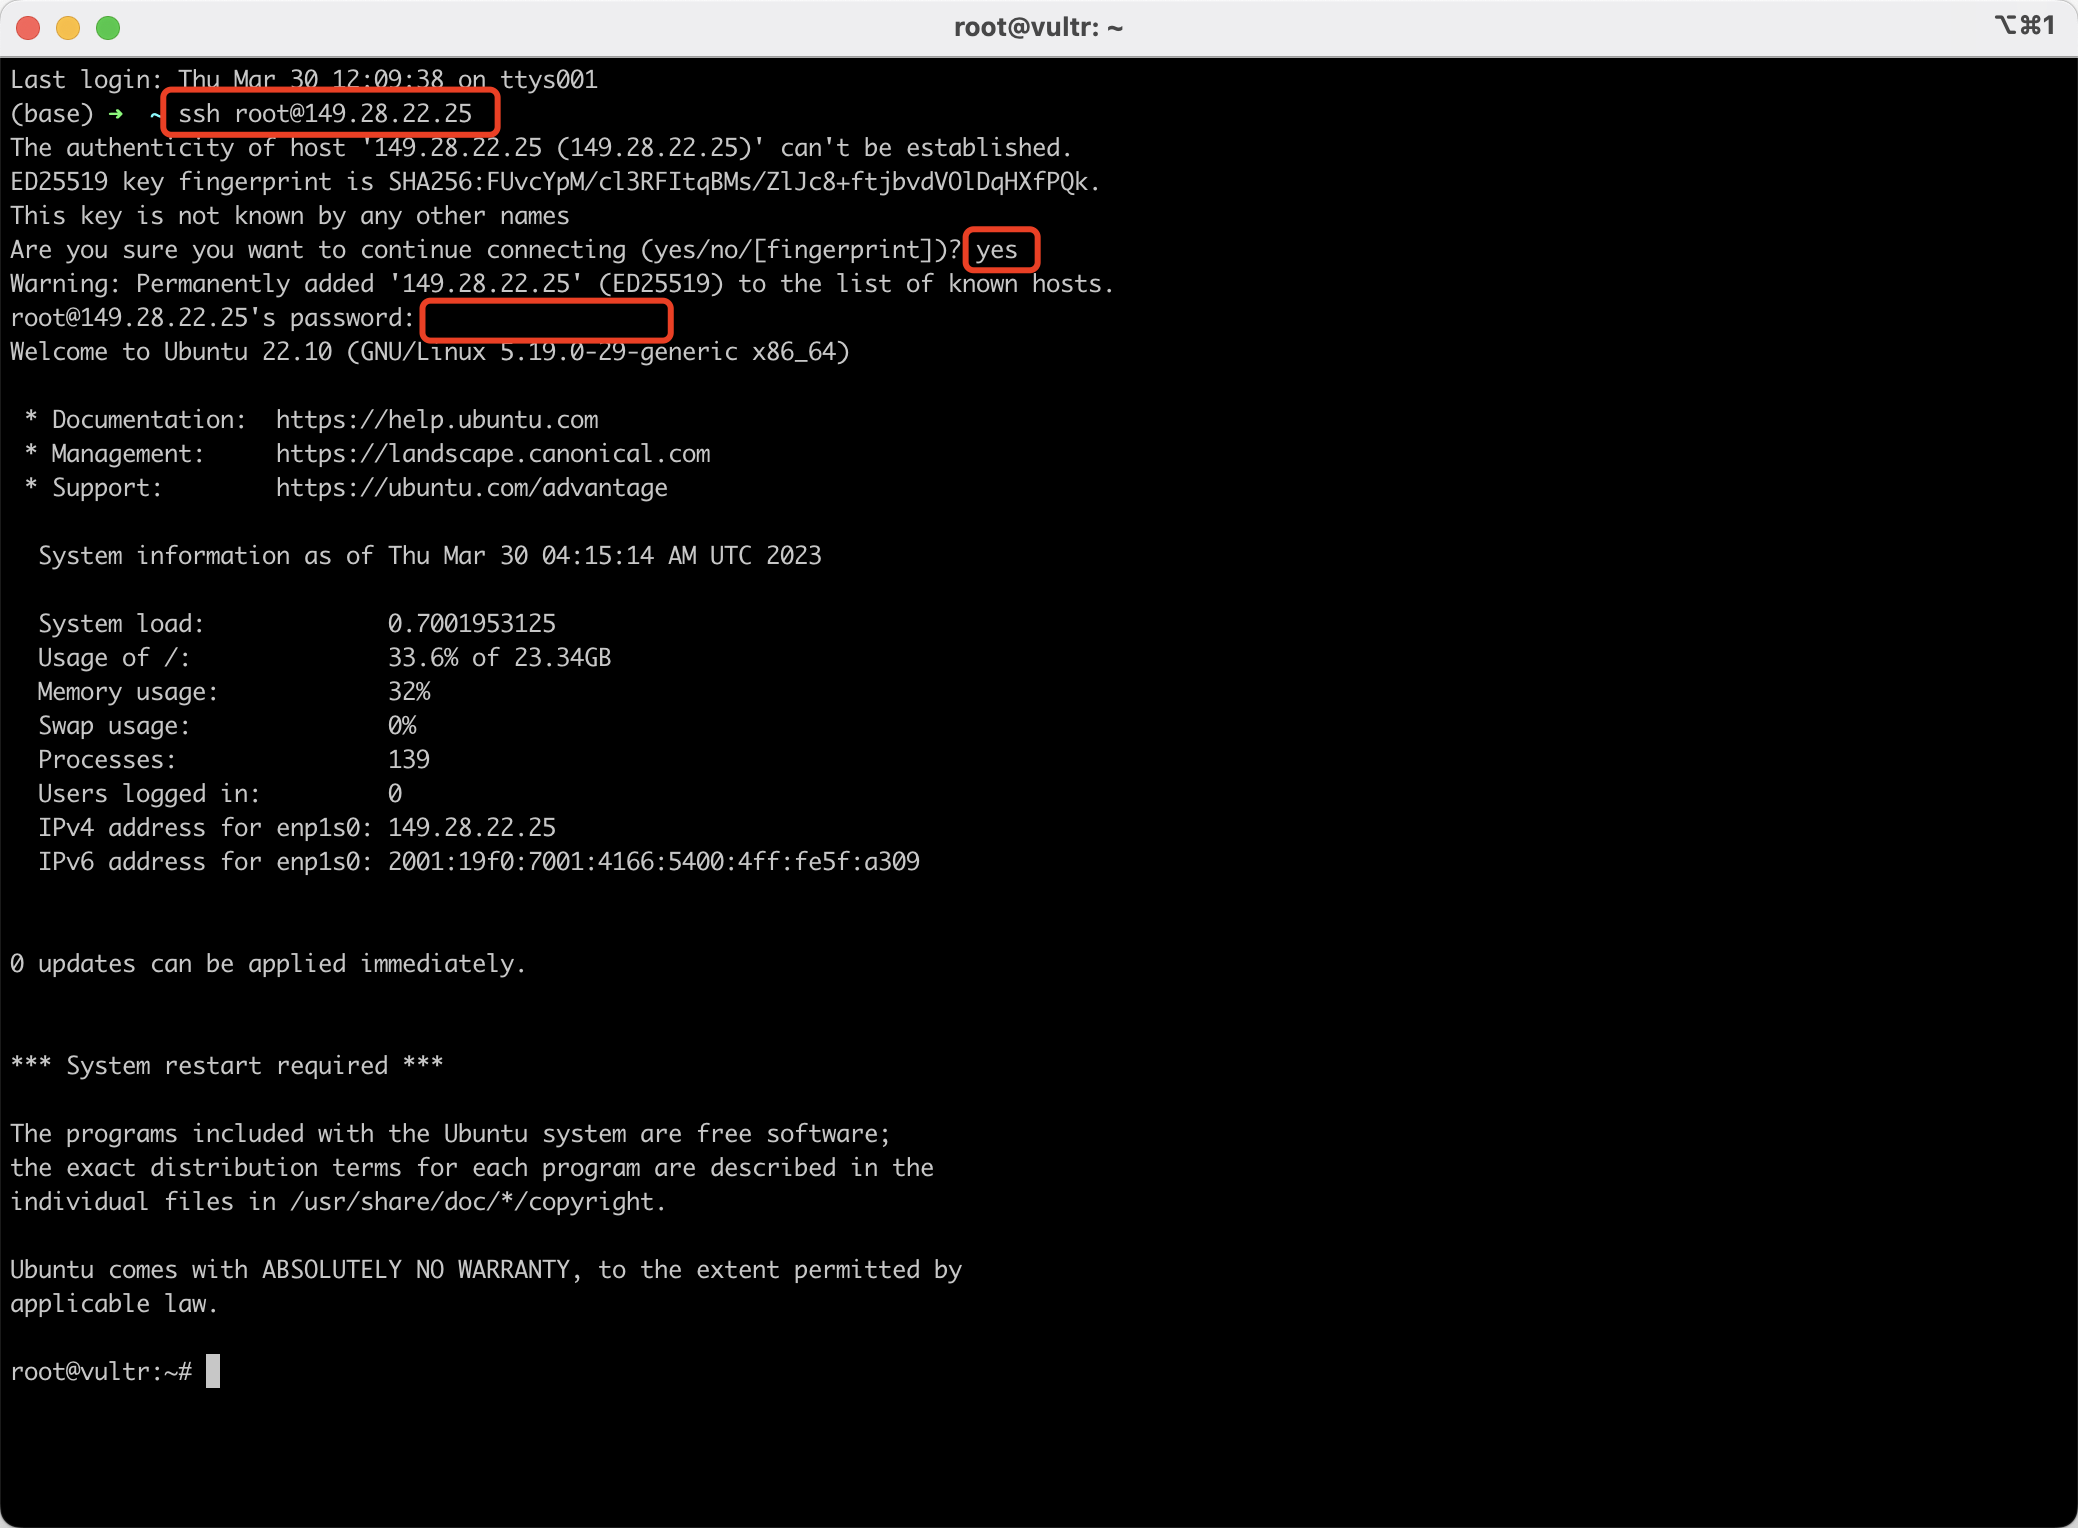 root@vultr: ~
⌥⌘1
Last login: Thu Mar 30 12:09:38 on ttys001
(base) ➜  ~ ssh root@149.28.22.25
The authenticity of host '149.28.22.25 (149.28.22.25)' can't be established.
ED25519 key fingerprint is SHA256:FUvcYpM/cl3RFItqBMs/ZlJc8+ftjbvdVOlDqHXfPQk.
This key is not known by any other names
Are you sure you want to continue connecting (yes/no/[fingerprint])? yes
Warning: Permanently added '149.28.22.25' (ED25519) to the list of known hosts.
root@149.28.22.25's password:
Welcome to Ubuntu 22.10 (GNU/Linux 5.19.0-29-generic x86_64)
* Documentation:  https://help.ubuntu.com
* Management:     https://landscape.canonical.com
* Support:        https://ubuntu.com/advantage
System information as of Thu Mar 30 04:15:14 AM UTC 2023
System load:             0.7001953125
Usage of /:              33.6% of 23.34GB
Memory usage:            32%
Swap usage:              0%
Processes:               139
Users logged in:         0
IPv4 address for enp1s0: 149.28.22.25
IPv6 address for enp1s0: 2001:19f0:7001:4166:5400:4ff:fe5f:a309
0 updates can be applied immediately.
*** System restart required ***
The programs included with the Ubuntu system are free software;
the exact distribution terms for each program are described in the
individual files in /usr/share/doc/*/copyright.
Ubuntu comes with ABSOLUTELY NO WARRANTY, to the extent permitted by
applicable law.
root@vultr:~#